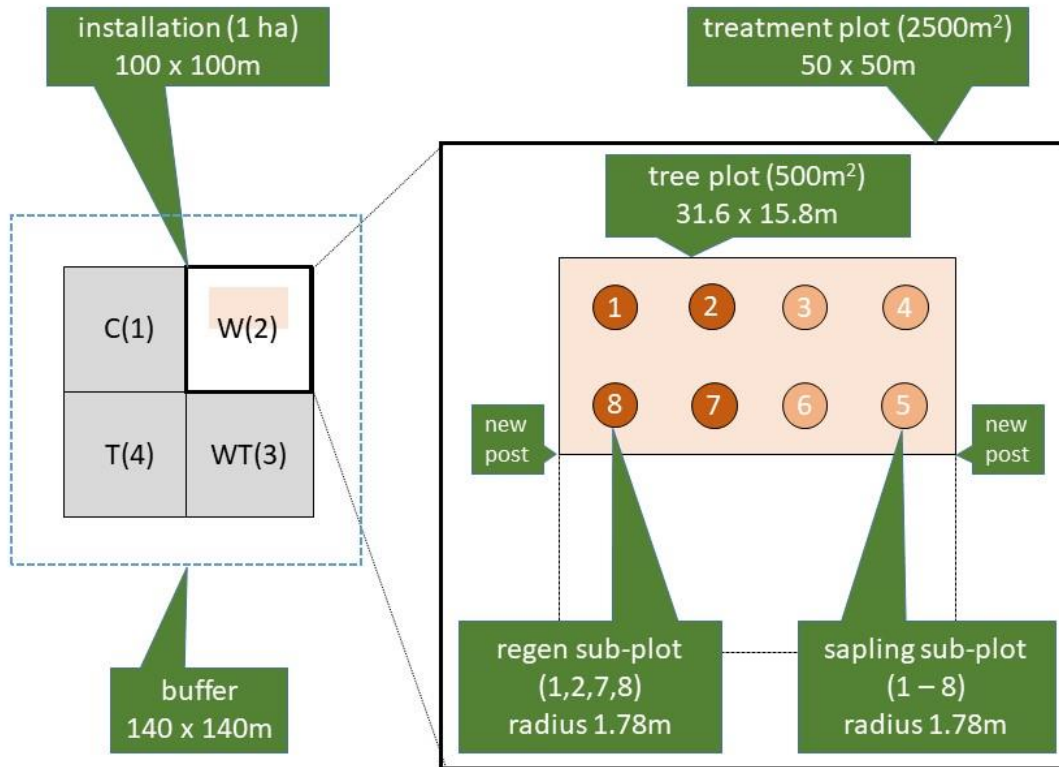 installation (1 ha)
100 x 100m
treatment plot (2500m²)
50 x 50m
tree plot (500m²)
31.6 x 15.8m
C(1)
W(2)
T(4)
WT(3)
1
2
3
4
8
7
6
5
new
post
new
post
regen sub-plot
(1,2,7,8)
radius 1.78m
sapling sub-plot
(1 – 8)
radius 1.78m
buffer
140 x 140m